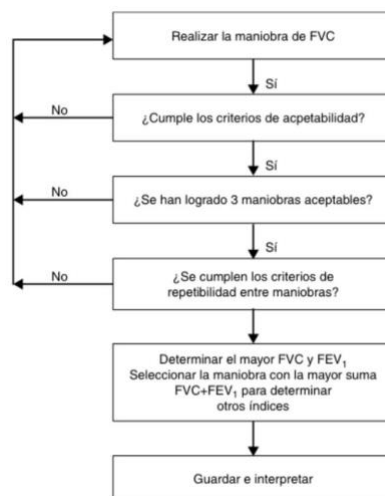 Realizar la maniobra de FVC
Sí
No
¿Cumple los criterios de acpetabilidad?
Sí
No
¿Se han logrado 3 maniobras aceptables?
Sí
No
¿Se cumplen los criterios de
repetibilidad entre maniobras?
Determinar el mayor FVC y FEV₁
Seleccionar la maniobra con la mayor suma
FVC+FEV₁ para determinar
otros índices
Guardar e interpretar